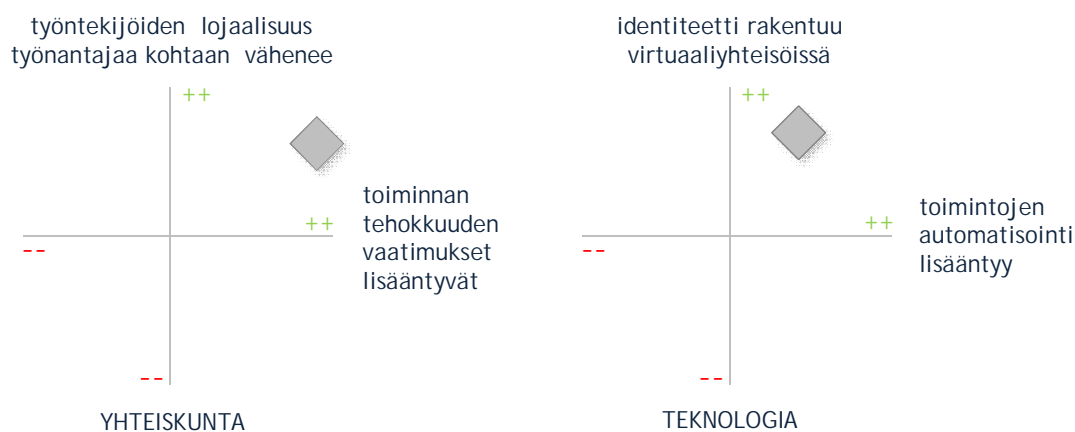 työntekijöiden lojaalisuus
työnantajaa kohtaan vähenee
++
toiminnan
tehokkuuden
vaatimukset
lisääntyvät
++
--
--
YHTEISKUNTA
identiteetti rakentuu
virtuaaliyhteisöissä
++
toimintojen
automatisointi
lisääntyy
++
--
--
TEKNOLOGIA